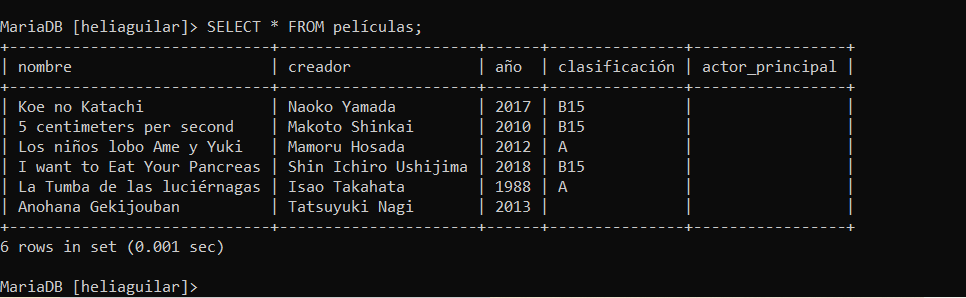 MariaDB [heliaguilar]> SELECT * FROM películas;
+----------------------------+----------------------+------+---------------+-----------------+
| nombre                     | creador              | año  | clasificación | actor_principal |
+----------------------------+----------------------+------+---------------+-----------------+
| Koe no Katachi             | Naoko Yamada         | 2017 | B15           |                 |
| 5 centimeters per second   | Makoto Shinkai       | 2010 | B15           |                 |
| Los niños lobo Ame y Yuki  | Mamoru Hosada        | 2012 | A             |                 |
| I want to Eat Your Pancreas | Shin Ichiro Ushijima | 2018 | B15           |                 |
| La Tumba de las luciérnagas | Isao Takahata        | 1988 | A             |                 |
| Anohana Gekijouban         | Tatsuyuki Nagi       | 2013 |               |                 |
+----------------------------+----------------------+------+---------------+-----------------+
6 rows in set (0.001 sec)
MariaDB [heliaguilar]>